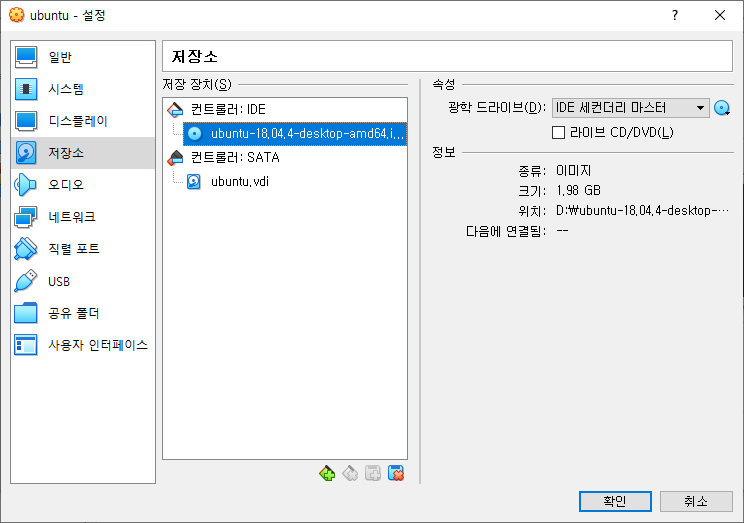 ubuntu - 설정
?
일반
시스템
디스플레이
저장소
오디오
네트워크
직렬 포트
USB
공유 폴더
사용자 인터페이스
저장소
저장 장치(S)
컨트롤러: IDE
ubuntu-18.04.4-desktop-amd64.i...
컨트롤러: SATA
ubuntu.vdi
속성
광학 드라이브(D): IDE 세컨더리 마스터
라이브 CD/DVD(L)
정보
종류: 이미지
크기: 1.98 GB
위치: D:₩ubuntu-18.04.4-desktop-...
다음에 연결됨: --
확인
취소